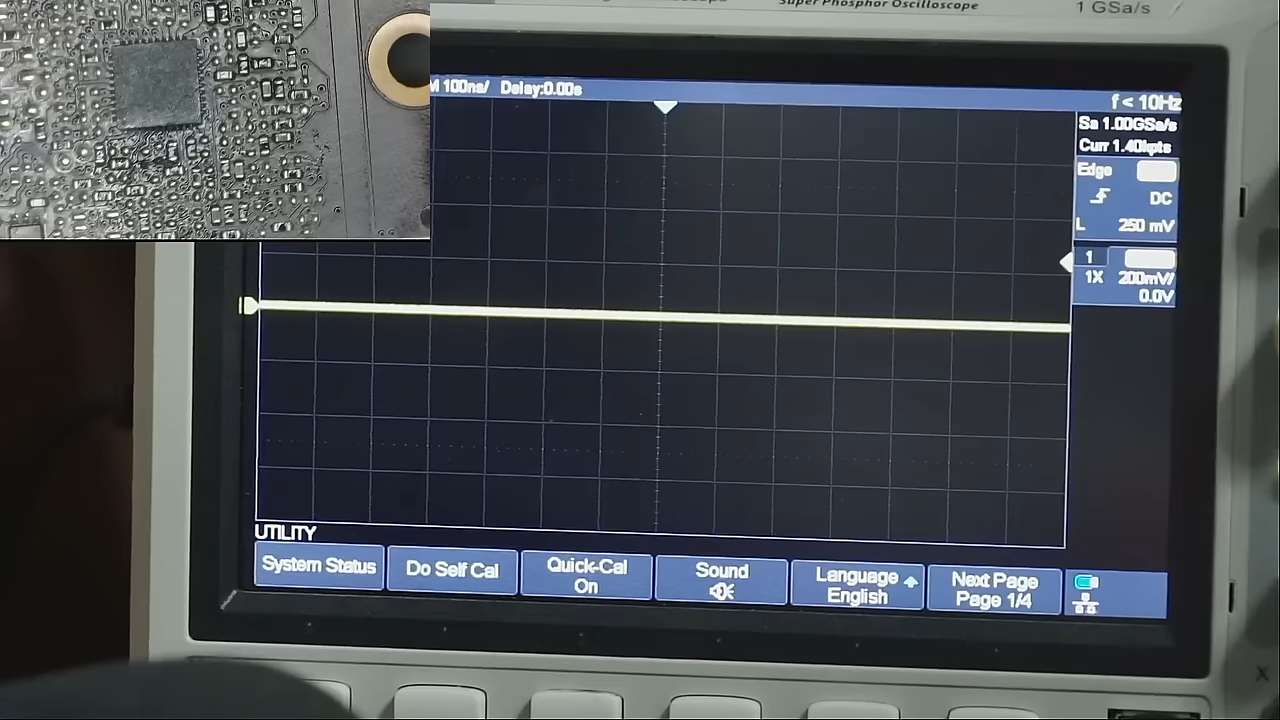 Super Phosphor Oscilloscope
1 GSa/s
M 100ns/ Delay:0.00s
f < 10Hz
Sa 1.00GSa/s
Curr 1.40kpts
Edge
DC
L 250 mV
1
1X 200mV/
0.0V
UTILITY
System Status
Do Self Cal
Quick-Cal
On
Sound
Language
English
Next Page
Page 1/4
X